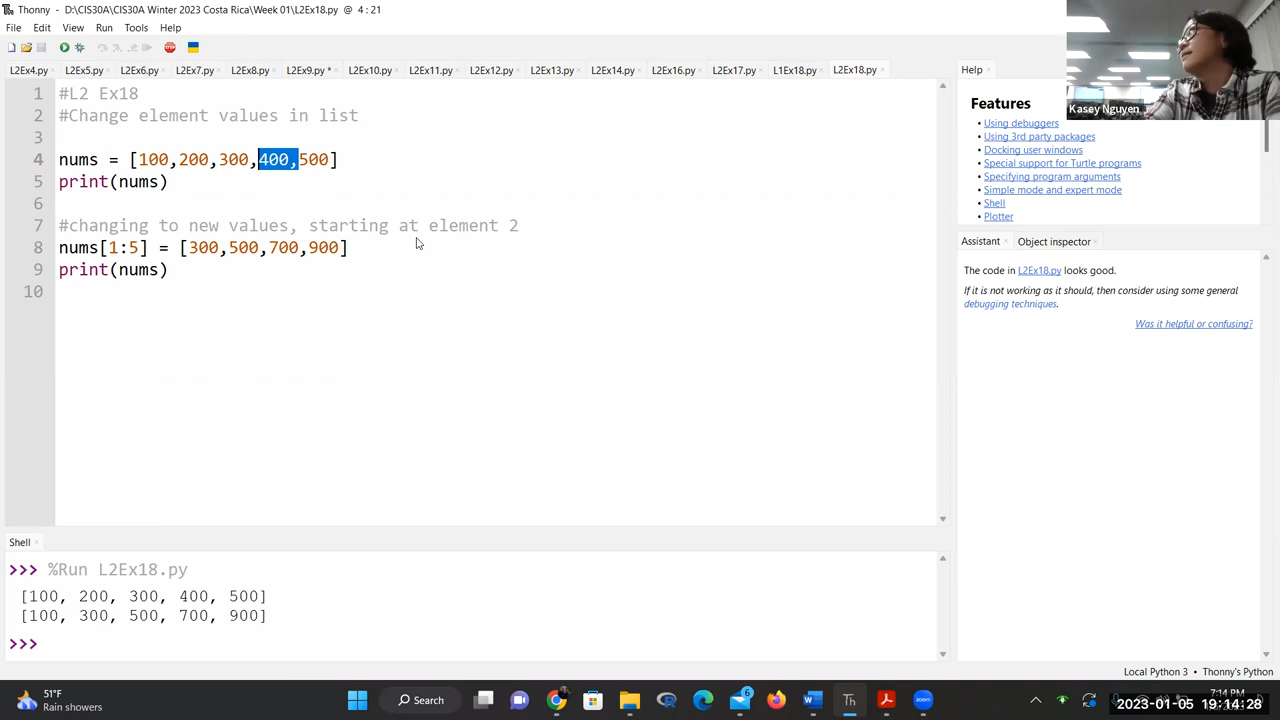 Thonny - D:\CIS30A\CIS30A Winter 2023 Costa Rica\Week 01\L2Ex18.py @ 4 : 21
File Edit View Run Tools Help
L2Ex4.py L2Ex5.py L2Ex6.py L2Ex7.py L2Ex8.py L2Ex9.py * L2Ex10.py L2Ex11.py L2Ex12.py L2Ex13.py L2Ex14.py L2Ex16.py L2Ex17.py L1Ex18.py L2Ex18.py
1 #L2 Ex18
2 #Change element values in list
3
4 nums = [100,200,300,400,500]
5 print(nums)
6
7 #changing to new values, starting at element 2
8 nums[1:5] = [300,500,700,900]
9 print(nums)
10
Shell
>>> %Run L2Ex18.py
[100, 200, 300, 400, 500]
[100, 300, 500, 700, 900]
>>>
Kasey Nguyen
Help
Features
• Using debuggers
• Using 3rd party packages
• Docking user windows
• Special support for Turtle programs
• Specifying program arguments
• Simple mode and expert mode
• Shell
• Plotter
Assistant Object inspector
The code in L2Ex18.py looks good.
If it is not working as it should, then consider using some general
debugging techniques.
Was it helpful or confusing?
Local Python 3 • Thonny's Python
51°F
Rain showers
Search
6
zoom
7:14 PM
2023-01-05 19:14:28